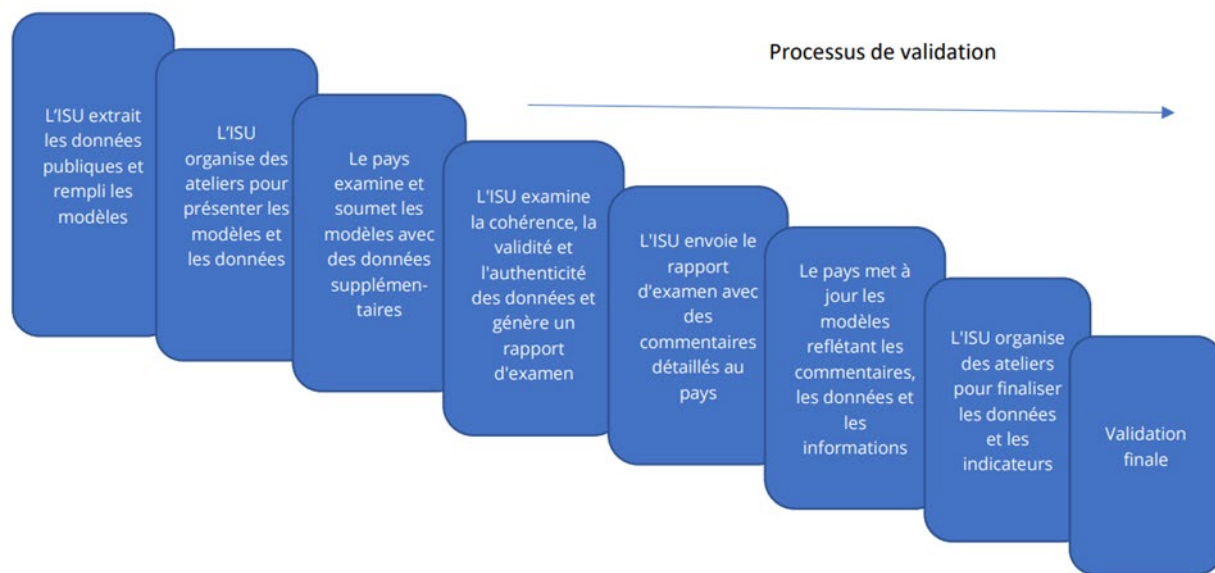 Processus de validation
L’ISU extrait
les données
publiques et
rempli les
modèles
L’ISU
organise des
ateliers pour
présenter les
modèles et
les données
Le pays
examine et
soumet les
modèles avec
des données
supplémen-
taires
L'ISU examine
la cohérence, la
validité et
l'authenticité
des données et
génère un
rapport
d'examen
L'ISU envoie le
rapport
d'examen avec
des
commentaires
détaillés au
pays
Le pays met à
jour les
modèles
reflétant les
commentaires,
les données et
les
informations
L'ISU organise
des ateliers
pour finaliser
les données
et les
indicateurs
Validation
finale